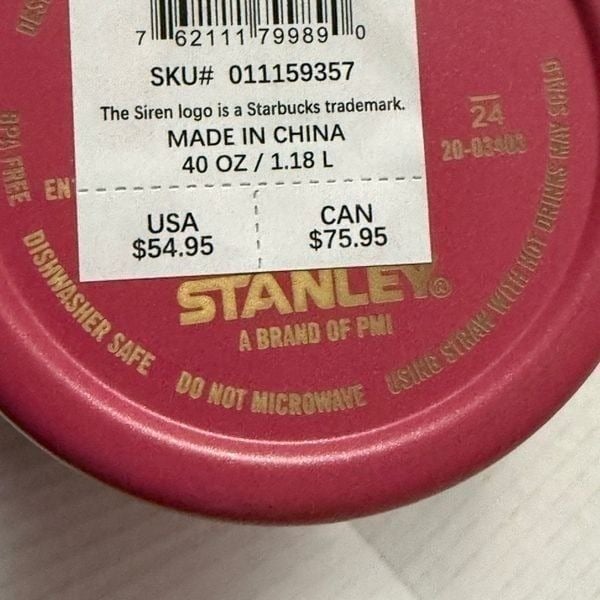 7 62111 79989 0
SKU# 011159357
The Siren logo is a Starbucks trademark.
MADE IN CHINA
40 OZ / 1.18 L
USA
$54.95
CAN
$75.95
24
BPA FREE
STANLEY®
A BRAND OF PMI
DISHWASHER SAFE
DO NOT MICROWAVE
USING STRAW WITH HOT DRINKS MAY SCALD